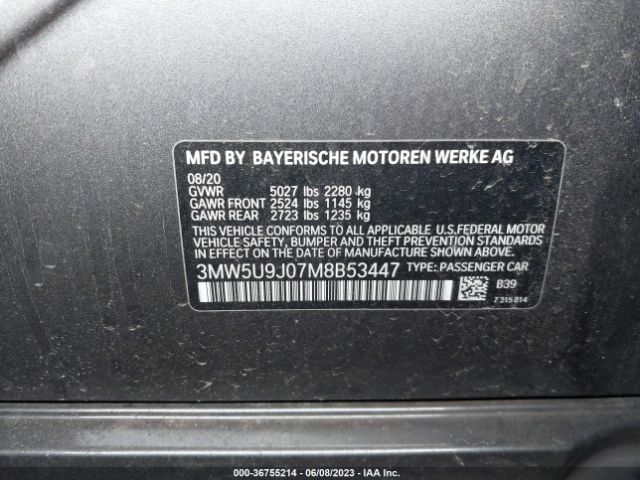 MFD BY BAYERISCHE MOTOREN WERKE AG
08/20
GVWR 5027 lbs 2280 kg
GAWR FRONT 2524 lbs 1145 kg
GAWR REAR 2723 lbs 1235 kg
THIS VEHICLE CONFORMS TO ALL APPLICABLE U.S.FEDERAL MOTOR
VEHICLE SAFETY, BUMPER AND THEFT PREVENTION STANDARDS
IN EFFECT ON THE DATE OF MANUFACTURE SHOWN ABOVE.
3MW5U9J07M8B53447 TYPE: PASSENGER CAR
B39
7 315 814
000-36755214 - 06/08/2023 - IAA Inc.